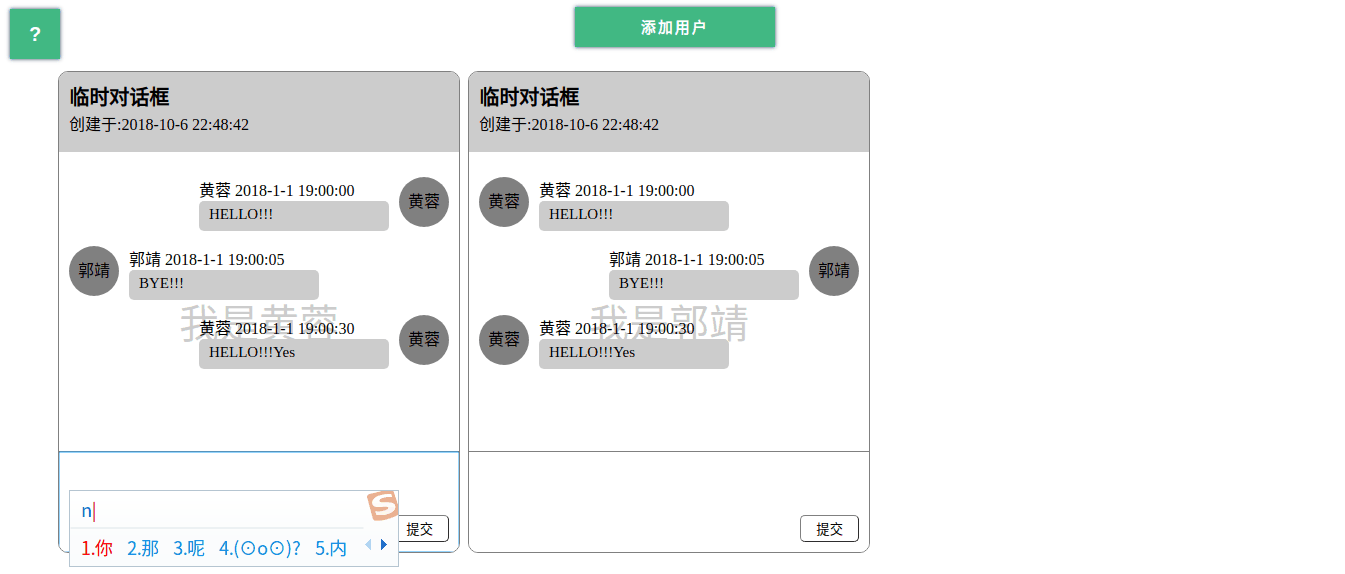 ?
添加用户
临时对话框
创建于:2018-10-6 22:48:42
黄蓉 2018-1-1 19:00:00
黄蓉
HELLO!!!
郭靖
郭靖 2018-1-1 19:00:05
BYE!!!
我是黄蓉
黄蓉 2018-1-1 19:00:30
黄蓉
HELLO!!!Yes
n
1.你 2.那 3.呢 4.(⊙o⊙)? 5.内
提交
临时对话框
创建于:2018-10-6 22:48:42
黄蓉
黄蓉 2018-1-1 19:00:00
HELLO!!!
郭靖 2018-1-1 19:00:05
郭靖
BYE!!!
我是郭靖
黄蓉
黄蓉 2018-1-1 19:00:30
HELLO!!!Yes
提交